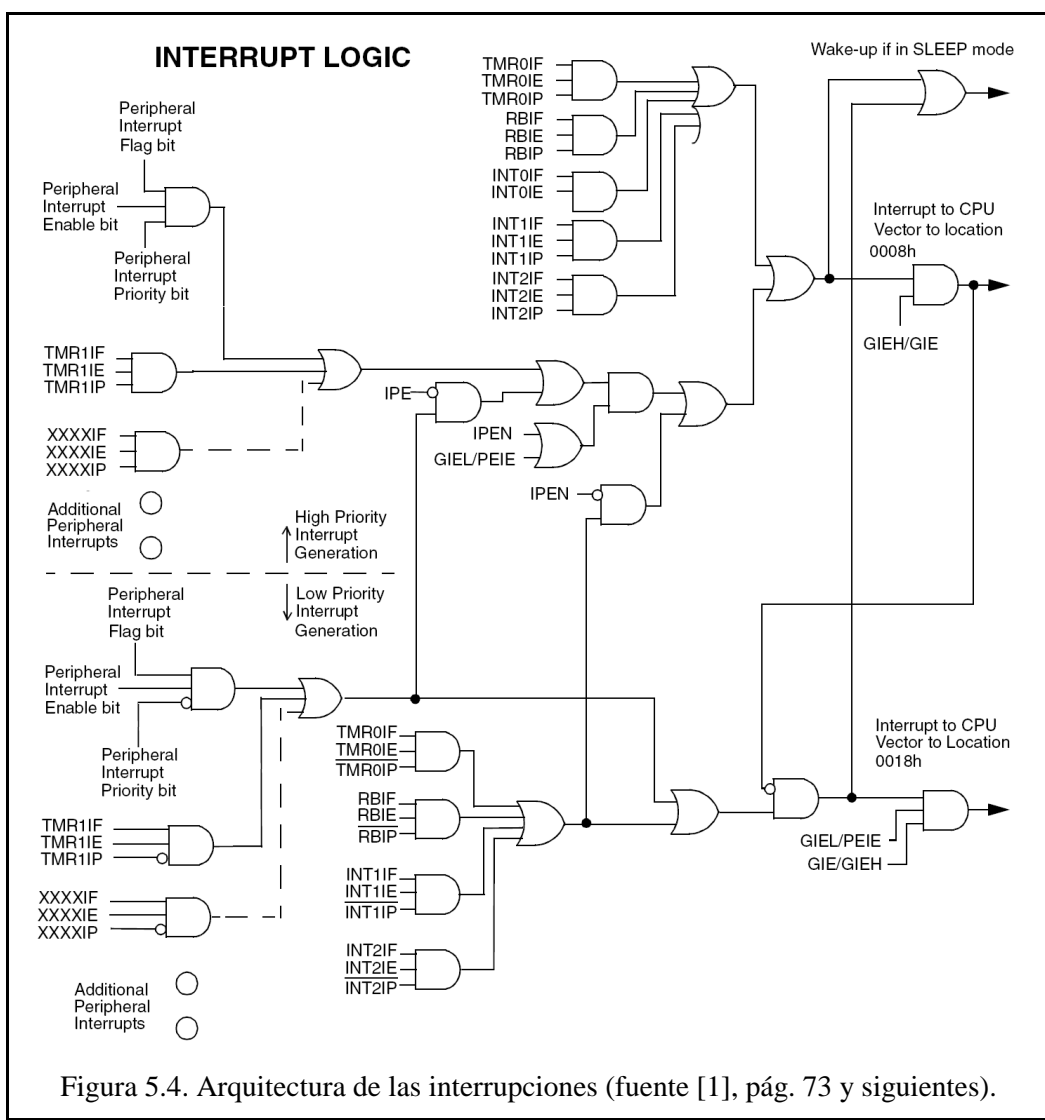 INTERRUPT LOGIC
Wake-up if in SLEEP mode
TMR0IF
TMR0IE
TMR0IP
RBIF
RBIE
RBIP
INT0IF
INT0IE
INT1IF
INT1IE
INT1IP
INT2IF
INT2IE
INT2IP
Peripheral
Interrupt
Flag bit
Peripheral
Interrupt
Enable bit
Peripheral
Interrupt
Priority bit
Interrupt to CPU
Vector to location
0008h
GIEH/GIE
TMR1IF
TMR1IE
TMR1IP
IPE
IPEN
GIEL/PEIE
IPEN
XXXXIF
XXXXIE
XXXXIP
Additional
Peripheral
Interrupts
High Priority
Interrupt
Generation
Low Priority
Interrupt
Generation
Peripheral
Interrupt
Flag bit
Peripheral
Interrupt
Enable bit
Peripheral
Interrupt
Priority bit
TMR0IF
TMR0IE
TMR0IP
RBIF
RBIE
RBIP
INT1IF
INT1IE
INT1IP
INT2IF
INT2IE
INT2IP
Interrupt to CPU
Vector to Location
0018h
GIEL/PEIE
GIE/GIEH
TMR1IF
TMR1IE
TMR1IP
XXXXIF
XXXXIE
XXXXIP
Additional
Peripheral
Interrupts
Figura 5.4. Arquitectura de las interrupciones (fuente [1], pág. 73 y siguientes).